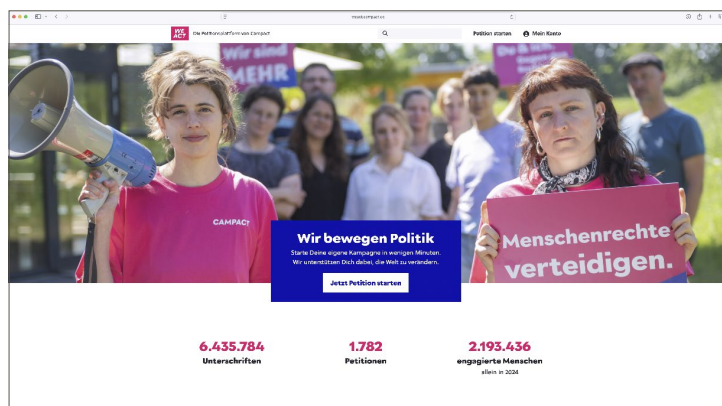 WE
ACT
Die Petitionsplattform von Campact
Petition starten
Mein Konto
Wir sind
MEHR
CAMPACT
Menschenrechte
verteidigen.
Wir bewegen Politik
Starte Deine eigene Kampagne in wenigen Minuten.
Wir unterstützen Dich dabei, die Welt zu verändern.
Jetzt Petition starten
6.435.784
Unterschriften
1.782
Petitionen
2.193.436
engagierte Menschen
allein in 2024